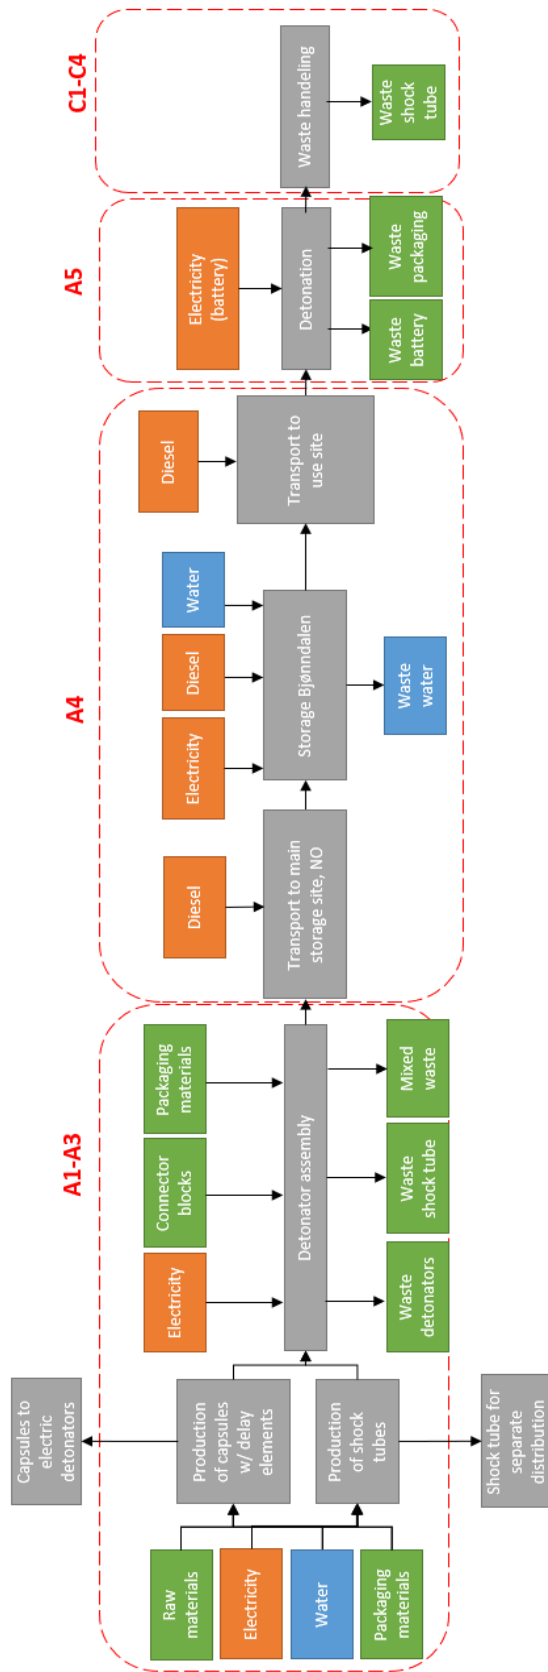 A1-A3
A4
A5
C1-C4
Capsules to
electric
detonators
Raw
materials
Electricity
Water
Packaging
materials
Production
of capsules
w/ delay
elements
Production
of shock
tubes
Shock tube for
separate
distribution
Electricity
Connector
blocks
Packaging
materials
Detonator assembly
Waste
detonators
Waste
shock tube
Mixed
waste
Diesel
Transport to main
storage site, NO
Electricity
Diesel
Water
Storage Bjønndalen
Waste
water
Diesel
Transport to
use site
Electricity
(battery)
Detonation
Waste
battery
Waste
packaging
Waste handeling
Waste
shock
tube